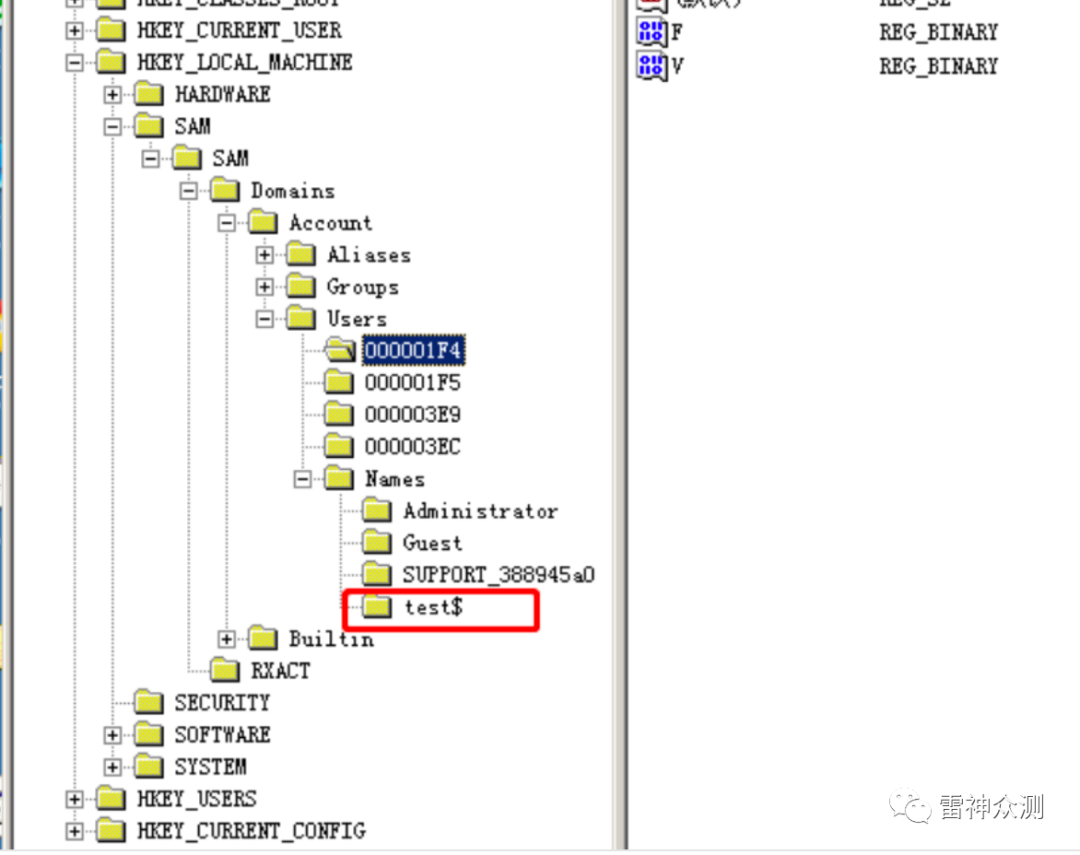 HKEY_CLASSES_ROOT
HKEY_CURRENT_USER
HKEY_LOCAL_MACHINE
HARDWARE
SAM
SAM
Domains
Account
Aliases
Groups
Users
000001F4
000001F5
000003E9
000003EC
Names
Administrator
Guest
SUPPORT_388945a0
test$
Builtin
RXACT
SECURITY
SOFTWARE
SYSTEM
HKEY_USERS
HKEY_CURRENT_CONFIG
(默认) REG_SZ
F REG_BINARY
V REG_BINARY
雷神众测